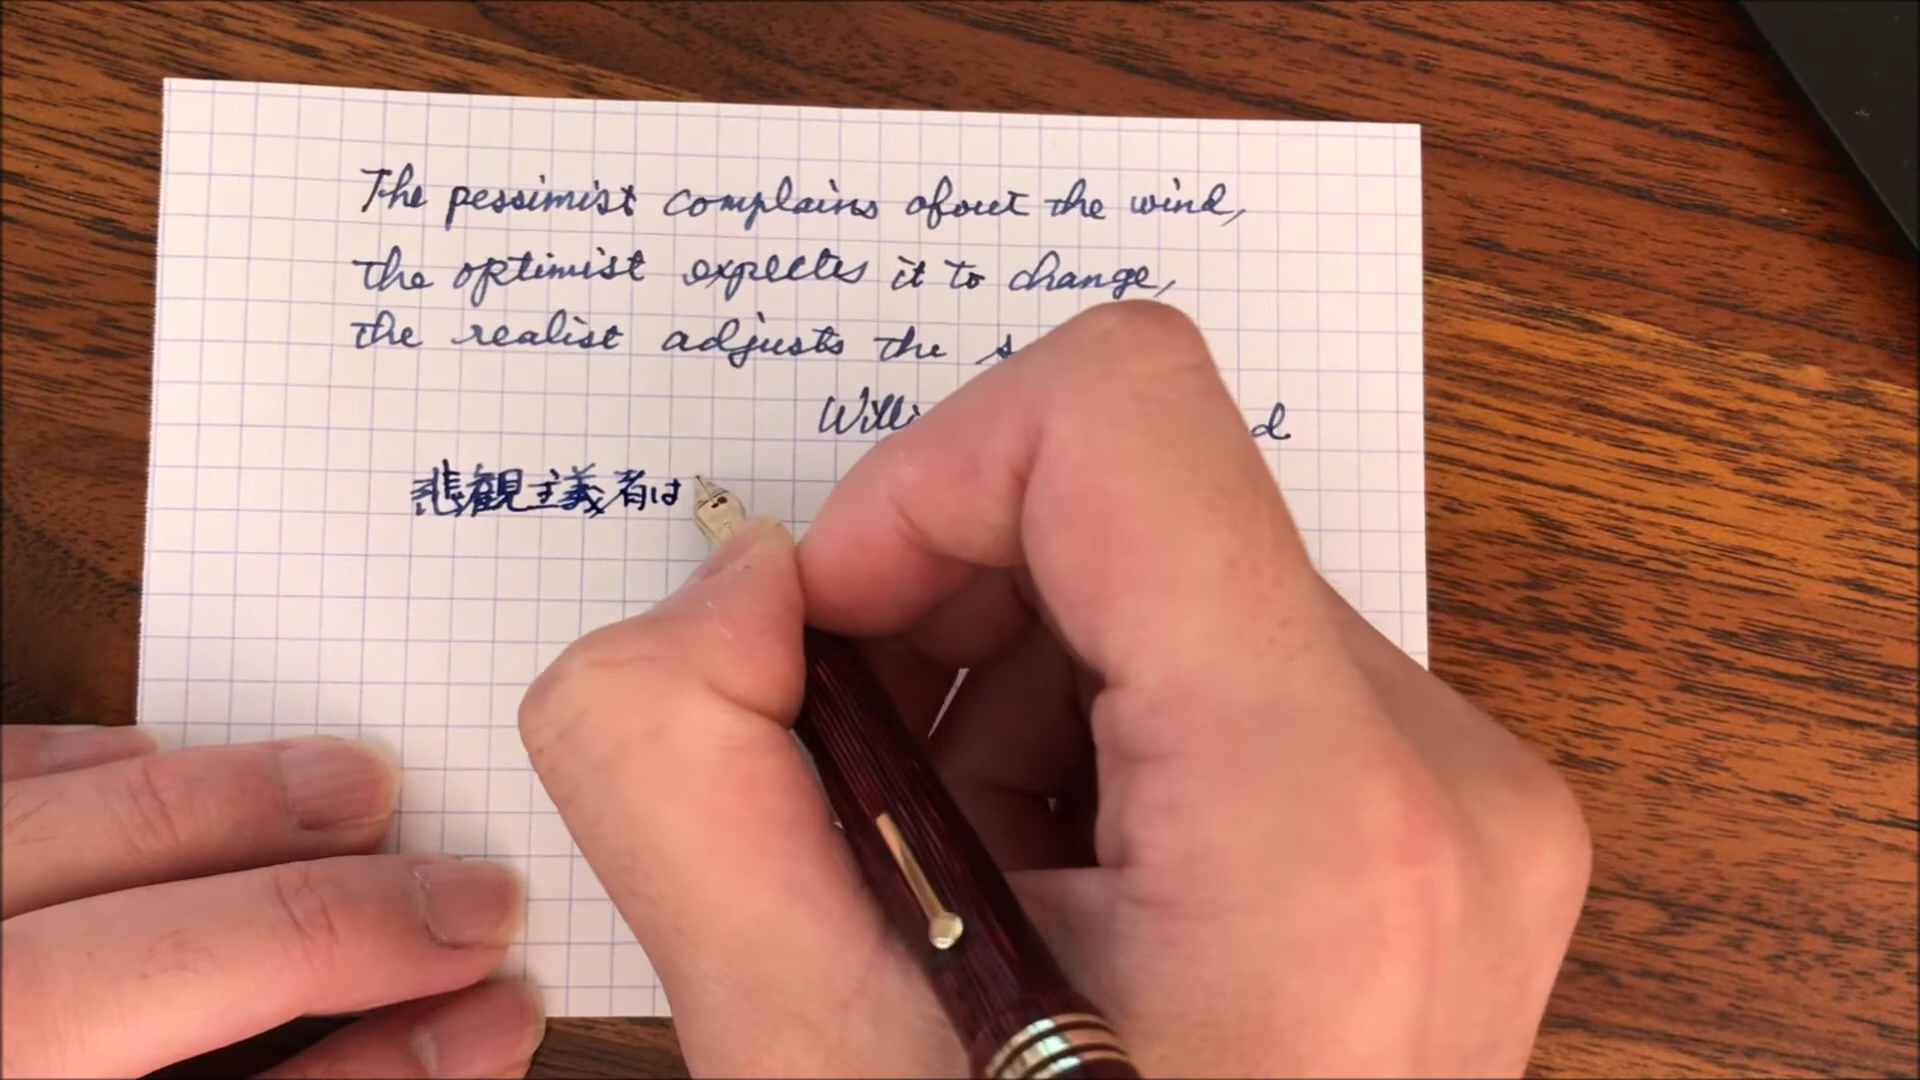 The pessimist complains about the wind,
the optimist expects it to change,
the realist adjusts the
悲観主義者は